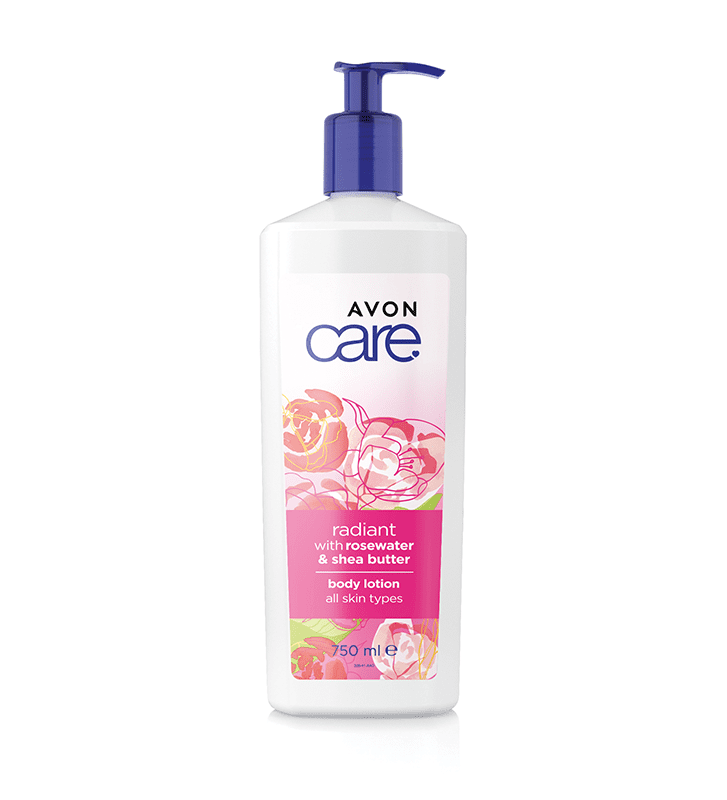 AVON
care
radiant
with rosewater
& shea butter
body lotion
all skin types
750 ml e